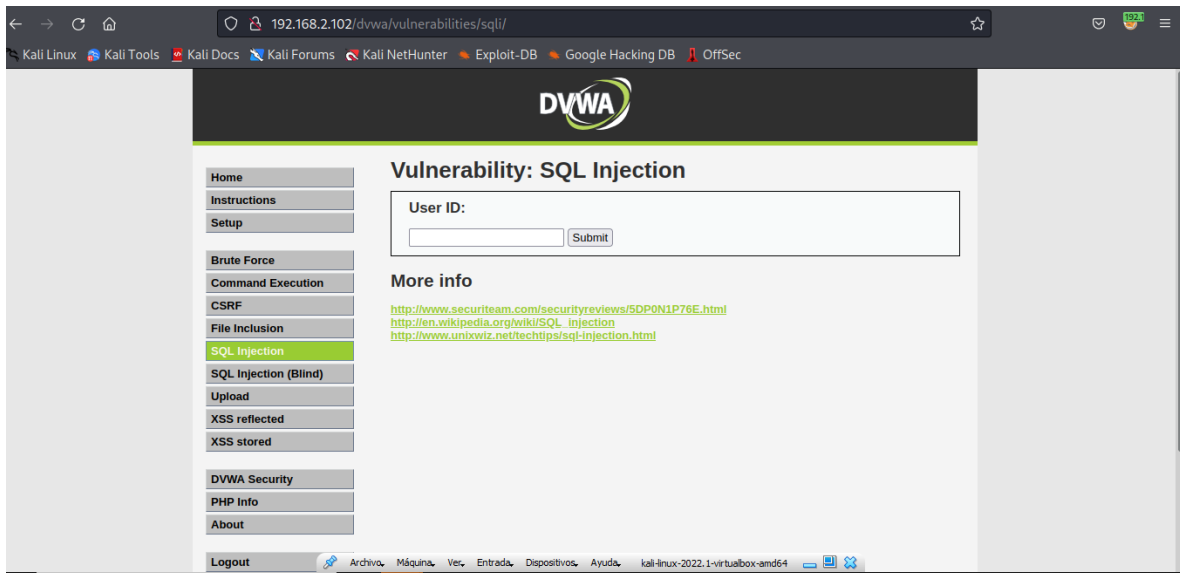 192.168.2.102/dvwa/vulnerabilities/sqli/
192.1
Kali Linux Kali Tools Kali Docs Kali Forums Kali NetHunter Exploit-DB Google Hacking DB OffSec
DVWA
Home
Instructions
Setup
Brute Force
Command Execution
CSRF
File Inclusion
SQL Injection
SQL Injection (Blind)
Upload
XSS reflected
XSS stored
DVWA Security
PHP Info
About
Logout
Vulnerability: SQL Injection
User ID:
Submit
More info
http://www.securiteam.com/securityreviews/5DP0N1P76E.html
http://en.wikipedia.org/wiki/SQL_injection
http://www.unixwiz.net/techtips/sql-injection.html
Archivo Máquina Ver Entrada Dispositivos Ayuda kali-linux-2022.1-virtualbox-amd64